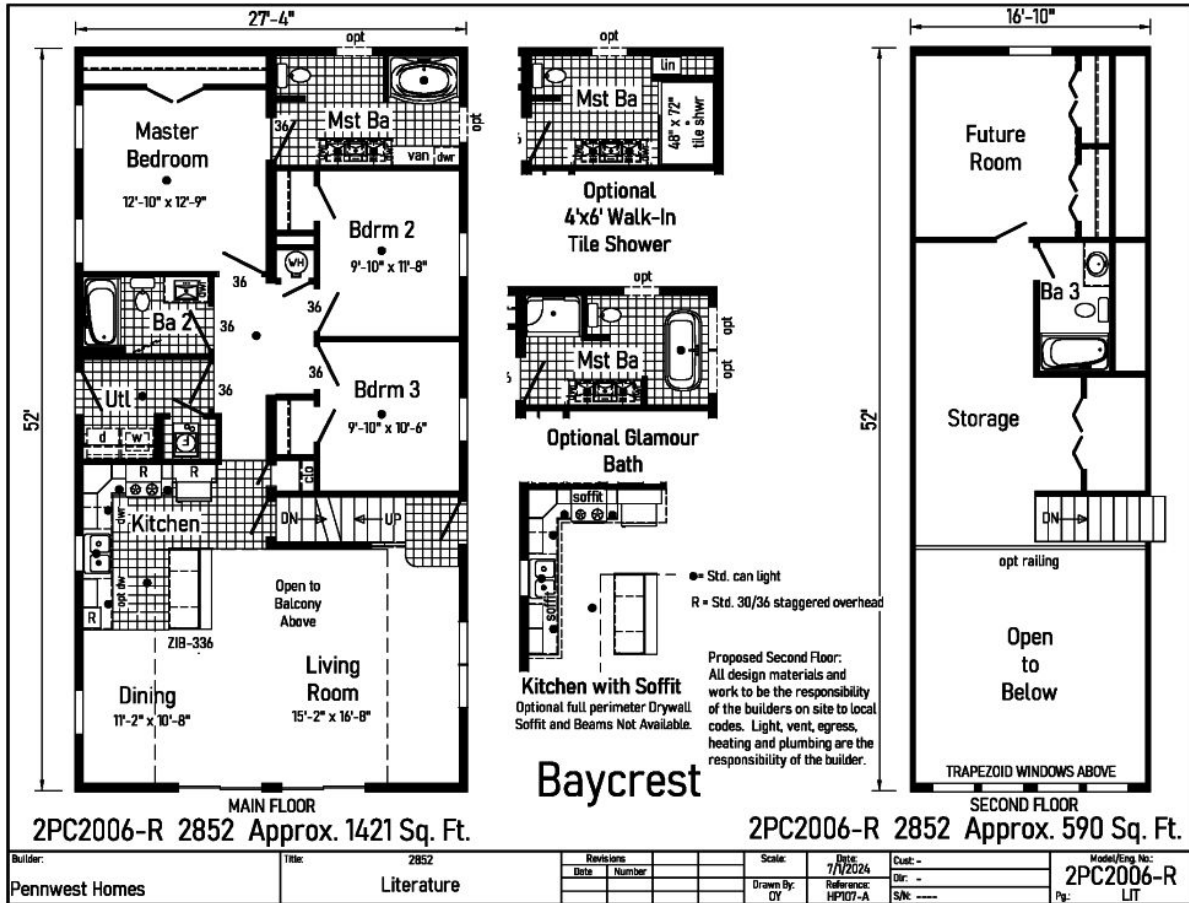 27'-4"
52'
opt
Master
Bedroom
12'-10" x 12'-9"
36
Mst Ba
van
dwr
opt
Bdrm 2
9'-10" x 11'-8"
WH
36
36
dwr
Ba 2
36
36
Bdrm 3
9'-10" x 10'-6"
Utl
36
d
w
F
clo
R
R
dwr
Kitchen
DN
UP
opt dw
R
ZIB-336
Open to
Balcony
Above
Dining
11'-2" x 10'-8"
Living
Room
15'-2" x 16'-8"
MAIN FLOOR
2PC2006-R 2852 Approx. 1421 Sq. Ft.
opt
lin
Mst Ba
48" x 72"
tile shwr
Optional
4'x6' Walk-In
Tile Shower
opt
Mst Ba
opt
opt
Optional Glamour
Bath
soffit
soffit
= Std. can light
R = Std. 30/36 staggered overhead
Kitchen with Soffit
Optional full perimeter Drywall
Soffit and Beams Not Available.
Proposed Second Floor:
All design materials and
work to be the responsibility
of the builders on site to local
codes. Light, vent, egress,
heating and plumbing are the
responsibility of the builder.
Baycrest
16'-10"
52'
Future
Room
Ba 3
Storage
DN
opt railing
Open
to
Below
TRAPEZOID WINDOWS ABOVE
SECOND FLOOR
2PC2006-R 2852 Approx. 590 Sq. Ft.
Builder:
Pennwest Homes
Title:
2852
Literature
Revisions
Date Number
Scale:
Drawn By:
OY
Date:
7/1/2024
Reference:
HP107-A
Cust: -
Dlr: -
S/N: ----
Model/Eng. No.:
2PC2006-R
Pg.: LIT